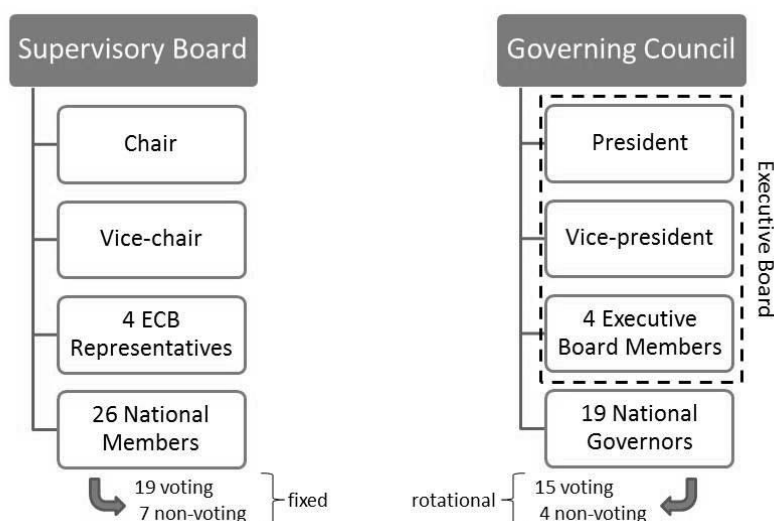 Supervisory Board
Chair
Vice-chair
4 ECB
Representatives
26 National
Members
19 voting
7 non-voting
fixed
Governing Council
President
Vice-president
4 Executive
Board Members
Executive Board
19 National
Governors
rotational
15 voting
4 non-voting